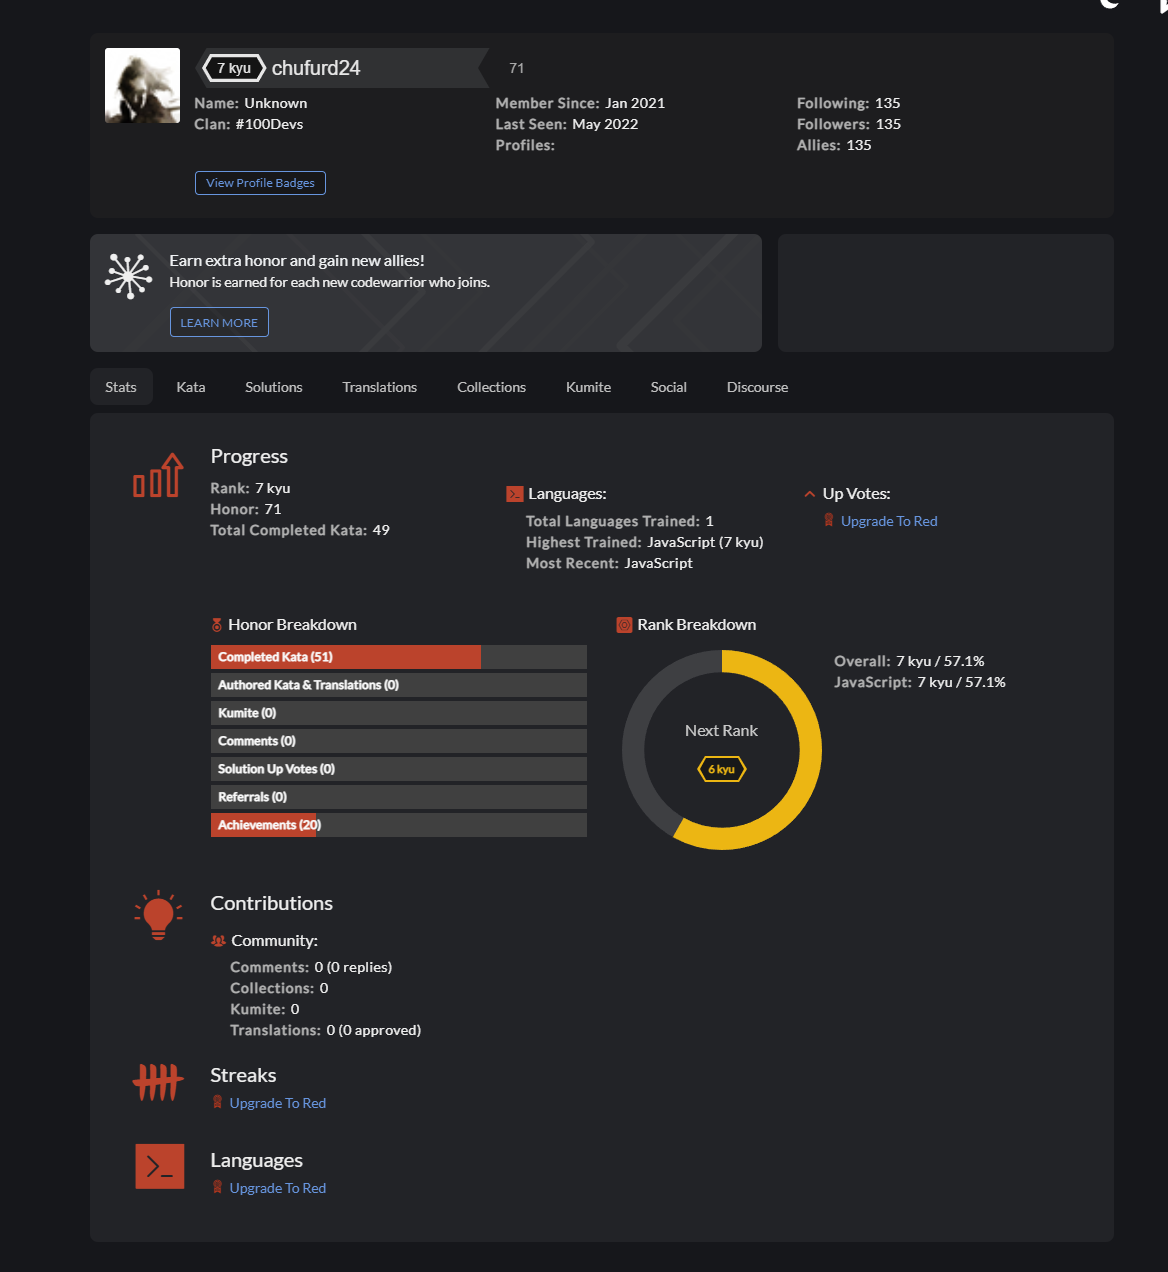 7 kyu chufurd24 71
Name: Unknown
Clan: #100Devs
Member Since: Jan 2021
Last Seen: May 2022
Profiles:
Following: 135
Followers: 135
Allies: 135
View Profile Badges
Earn extra honor and gain new allies!
Honor is earned for each new codewarrior who joins.
LEARN MORE
Stats Kata Solutions Translations Collections Kumite Social Discourse
Progress
Rank: 7 kyu
Honor: 71
Total Completed Kata: 49
Languages:
Total Languages Trained: 1
Highest Trained: JavaScript (7 kyu)
Most Recent: JavaScript
Up Votes:
Upgrade To Red
Honor Breakdown
Completed Kata (51)
Authored Kata & Translations (0)
Kumite (0)
Comments (0)
Solution Up Votes (0)
Referrals (0)
Achievements (20)
Rank Breakdown
Next Rank
6 kyu
Overall: 7 kyu / 57.1%
JavaScript: 7 kyu / 57.1%
Contributions
Community:
Comments: 0 (0 replies)
Collections: 0
Kumite: 0
Translations: 0 (0 approved)
Streaks
Upgrade To Red
Languages
Upgrade To Red